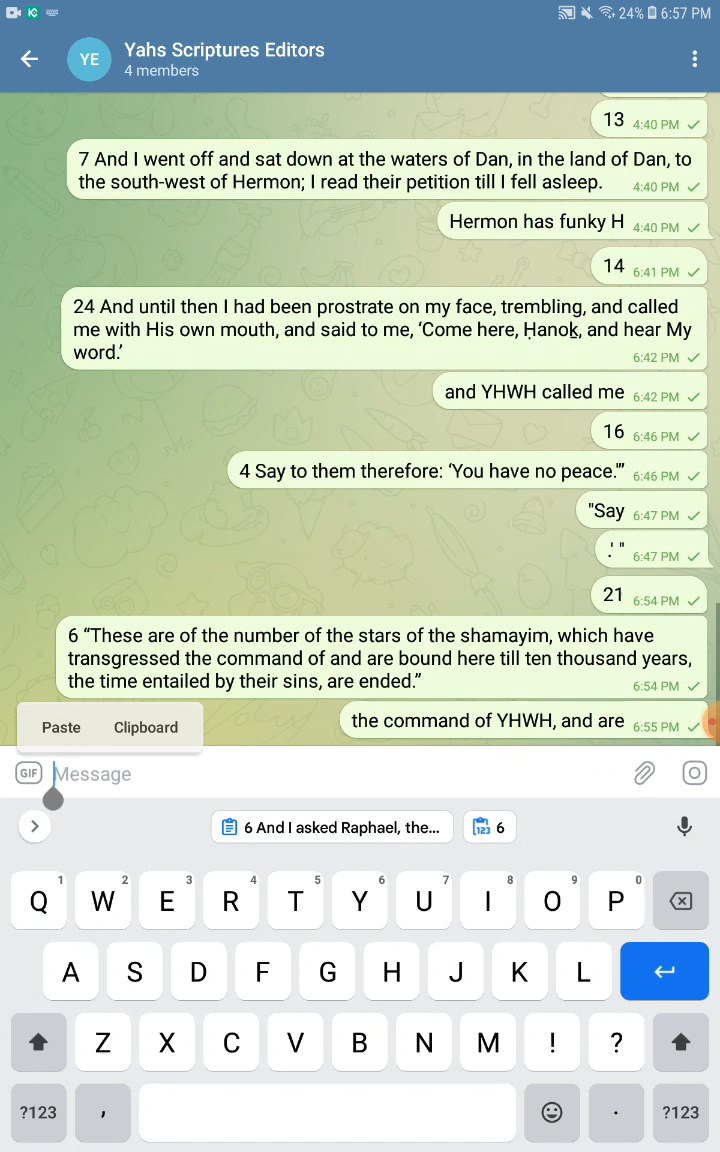 24% 6:57 PM
YE
Yahs Scriptures Editors
4 members
13 4:40 PM
7 And I went off and sat down at the waters of Dan, in the land of Dan, to
the south-west of Hermon; I read their petition till I fell asleep. 4:40 PM
Hermon has funky H 4:40 PM
14 6:41 PM
24 And until then I had been prostrate on my face, trembling, and called
me with His own mouth, and said to me, ‘Come here, Ḥanoḵ, and hear My
word.’ 6:42 PM
and YHWH called me 6:42 PM
16 6:46 PM
4 Say to them therefore: ‘You have no peace.’” 6:46 PM
"Say 6:47 PM
.' " 6:47 PM
21 6:54 PM
6 “These are of the number of the stars of the shamayim, which have
transgressed the command of and are bound here till ten thousand years,
the time entailed by their sins, are ended.” 6:54 PM
the command of YHWH, and are 6:55 PM
Paste Clipboard
GIF Message
6 And I asked Raphael, the... 123 6
Q 1 W 2 E 3 R 4 T 5 Y 6 U 7 I 8 O 9 P 0
A S D F G H J K L
Z X C V B N M ! ?
?123 , . ?123